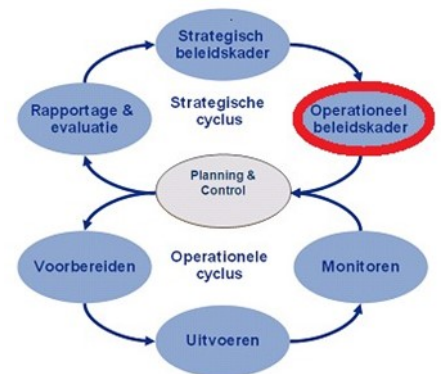 Strategisch
beleidskader
Rapportage &
evaluatie
Strategische
cyclus
Operationeel
beleidskader
Planning &
Control
Voorbereiden
Operationele
cyclus
Monitoren
Uitvoeren